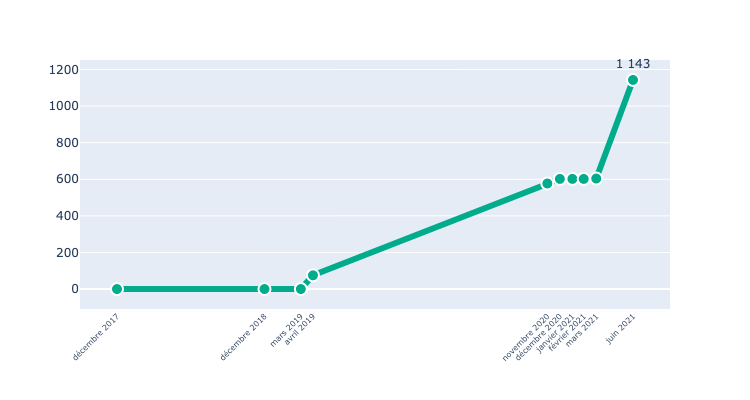 1 143
1200
1000
800
600
400
200
0
décembre 2017
décembre 2018
mars 2019
avril 2019
novembre 2020
décembre 2020
janvier 2021
février 2021
mars 2021
juin 2021